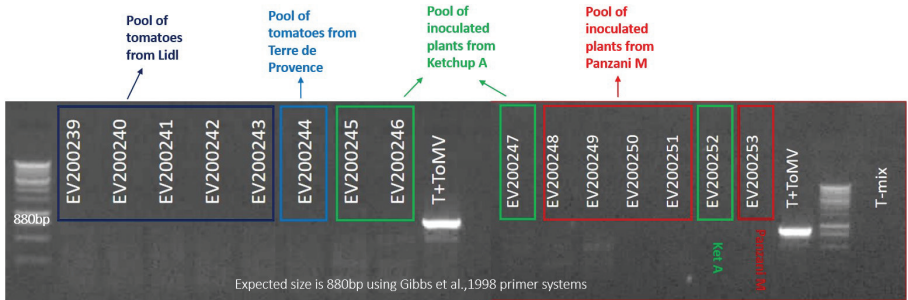 Pool of
tomatoes
from Lidl
Pool of
tomatoes from
Terre de
Provence
Pool of
inoculated
plants from
Ketchup A
Pool of
inoculated
plants from
Panzani M
EV200239
EV200240
EV200241
EV200242
EV200243
EV200244
EV200245
EV200246
T+ToMV
EV200247
EV200248
EV200249
EV200250
EV200251
EV200252
EV200253
T+ToMV
T-mix
880bp
Ket A
Panzani M
Expected size is 880bp using Gibbs et al.,1998 primer systems